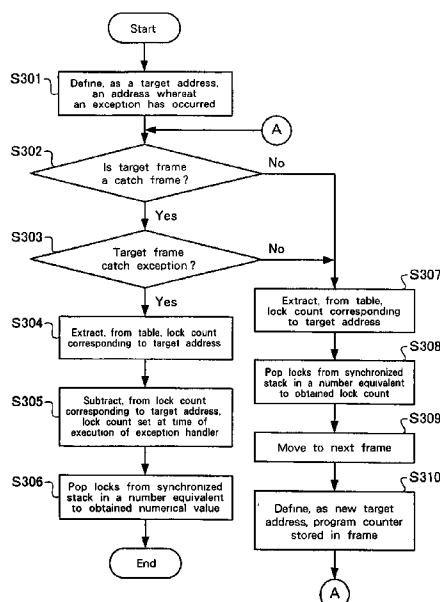 Start
S301
Define, as a target address,
an address whereat
an exception has occurred
A
S302
Is target frame
a catch frame?
No
Yes
S303
Target frame
catch exception?
No
Yes
S304
Extract, from table, lock count
corresponding to target address
S305
Subtract, from lock count
corresponding to target address,
lock count set at time of
execution of exception handler
S306
Pop locks from synchronized
stack in a number equivalent
to obtained numerical value
End
S307
Extract, from table,
lock count corresponding
to target address
S308
Pop locks from synchronized
stack in a number equivalent
to obtained lock count
S309
Move to next frame
S310
Define, as new target
address, program counter
stored in frame
A